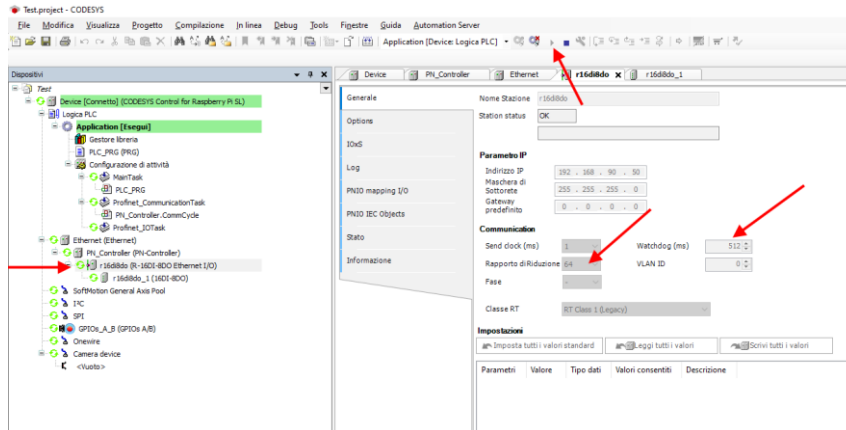 Test.project - CODESYS
File Modifica Visualizza Progetto Compilazione In linea Debug Tools Finestre Guida Automation Server
Application [Device: Logica PLC]
Dispositivi
Test
Device [Connetto] (CODESYS Control for Raspberry Pi SL)
Logica PLC
Application [Esegui]
Gestore libreria
PLC_PRG (PRG)
Configurazione di attività
MainTask
PLC_PRG
Profinet_CommunicationTask
PN_Controller.CommCycle
Profinet_IOTask
Ethernet (Ethernet)
PN_Controller (PN-Controller)
r16di8do (R-16DI-8DO Ethernet I/O)
r16di8do_1 (16DI-8DO)
SoftMotion General Axis Pool
I²C
SPI
GPIOs_A_B (GPIOs A/B)
Onewire
Camera device
<Vuoto>
Device PN_Controller Ethernet r16di8do x r16di8do_1
Generale
Options
IOxS
Log
PNIO mapping I/O
PNIO IEC Objects
Stato
Informazione
Nome Stazione r16di8do
Station status OK
Parametro IP
Indirizzo IP 192 . 168 . 90 . 50
Maschera di Sottorete 255 . 255 . 255 . 0
Gateway predefinito 0 . 0 . 0 . 0
Communication
Send clock (ms) 1 Watchdog (ms) 512
Rapporto diRiduzione 64 VLAN ID 0
Fase -
Classe RT RT Class 1 (Legacy)
Impostazioni
Imposta tutti i valori standard Leggi tutti i valori Scrivi tutti i valori
Parametri Valore Tipo dati Valori consentiti Descrizione